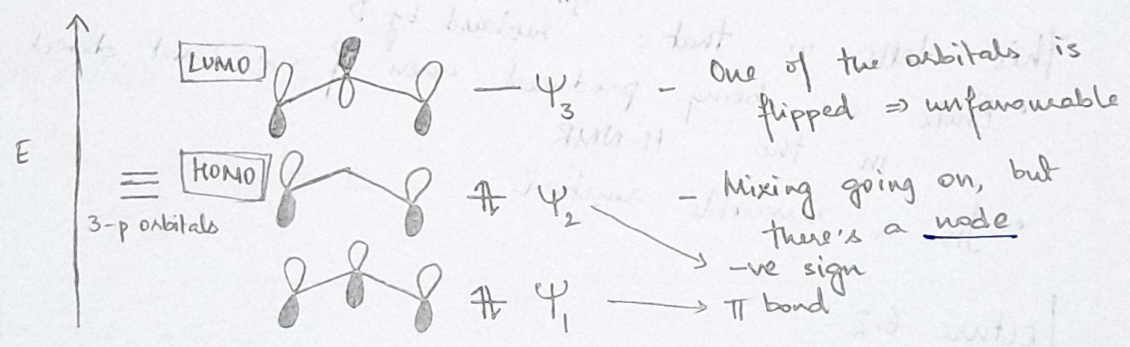 LUMO
Ψ3 - One of the orbitals is
flipped ⇒ unfavourable
E
HOMO
3-p orbitals
Ψ2 - Mixing going on, but
there's a node
-ve sign
Ψ1 π bond